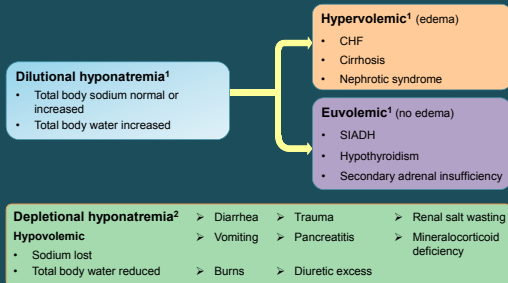 Dilutional hyponatremia¹
• Total body sodium normal or
increased
• Total body water increased
Hypervolemic¹ (edema)
• CHF
• Cirrhosis
• Nephrotic syndrome
Euvolemic¹ (no edema)
• SIADH
• Hypothyroidism
• Secondary adrenal insufficiency
Depletional hyponatremia²
Hypovolemic
• Sodium lost
• Total body water reduced
➢ Diarrhea
➢ Vomiting
➢ Burns
➢ Trauma
➢ Pancreatitis
➢ Diuretic excess
➢ Renal salt wasting
➢ Mineralocorticoid
deficiency